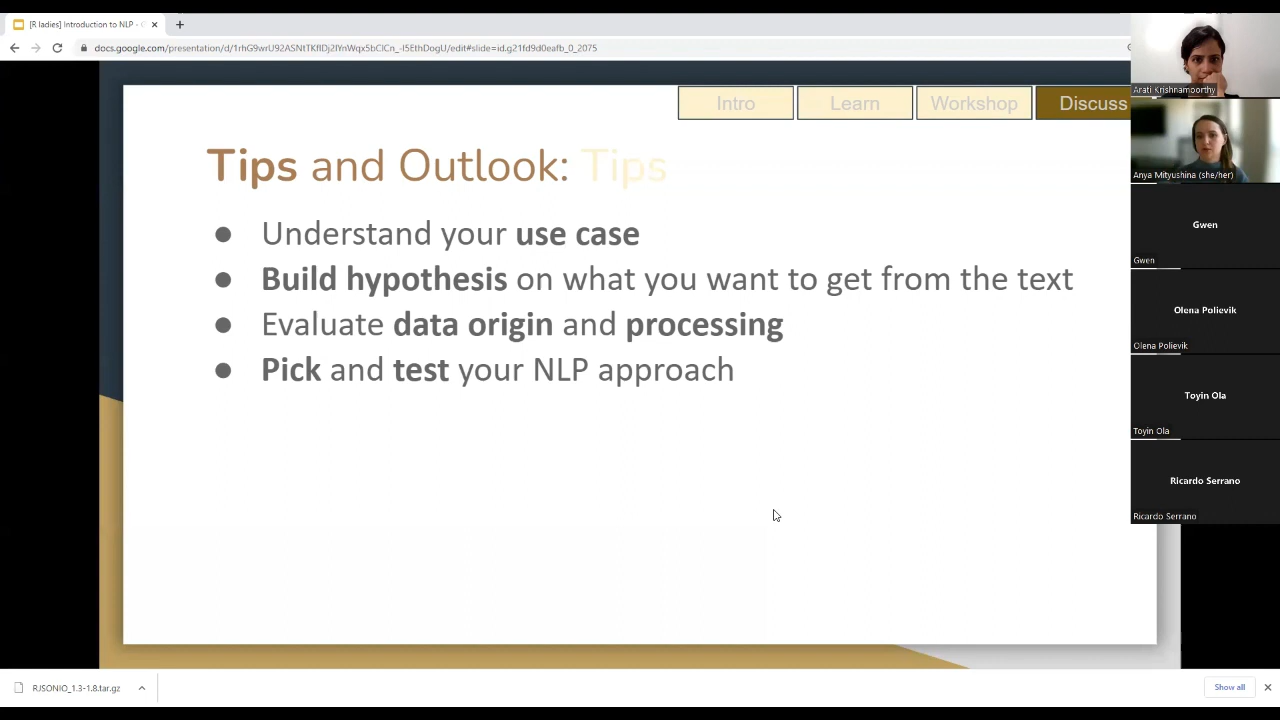 [R ladies] Introduction to NLP - G
docs.google.com/presentation/d/1rhG9wrU92ASNtTKflDj2lYnWqx5bClCn_-I5EthDogU/edit#slide=id.g21fd9d0eafb_0_2075
Intro
Learn
Workshop
Discuss
Tips and Outlook: Tips
● Understand your use case
● Build hypothesis on what you want to get from the text
● Evaluate data origin and processing
● Pick and test your NLP approach
Arati Krishnamoorthy
Anya Mityushina (she/her)
Gwen
Gwen
Olena Polievik
Olena Polievik
Toyin Ola
Toyin Ola
Ricardo Serrano
Ricardo Serrano
RJSONIO_1.3-1.8.tar.gz
Show all